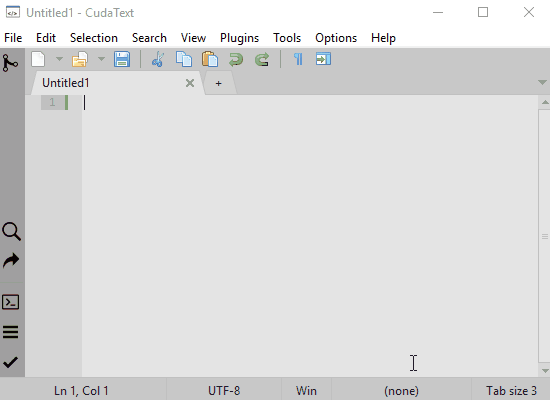 Untitled1 - CudaText
File Edit Selection Search View Plugins Tools Options Help
Untitled1 +
1
Ln 1, Col 1 UTF-8 Win (none) Tab size 3